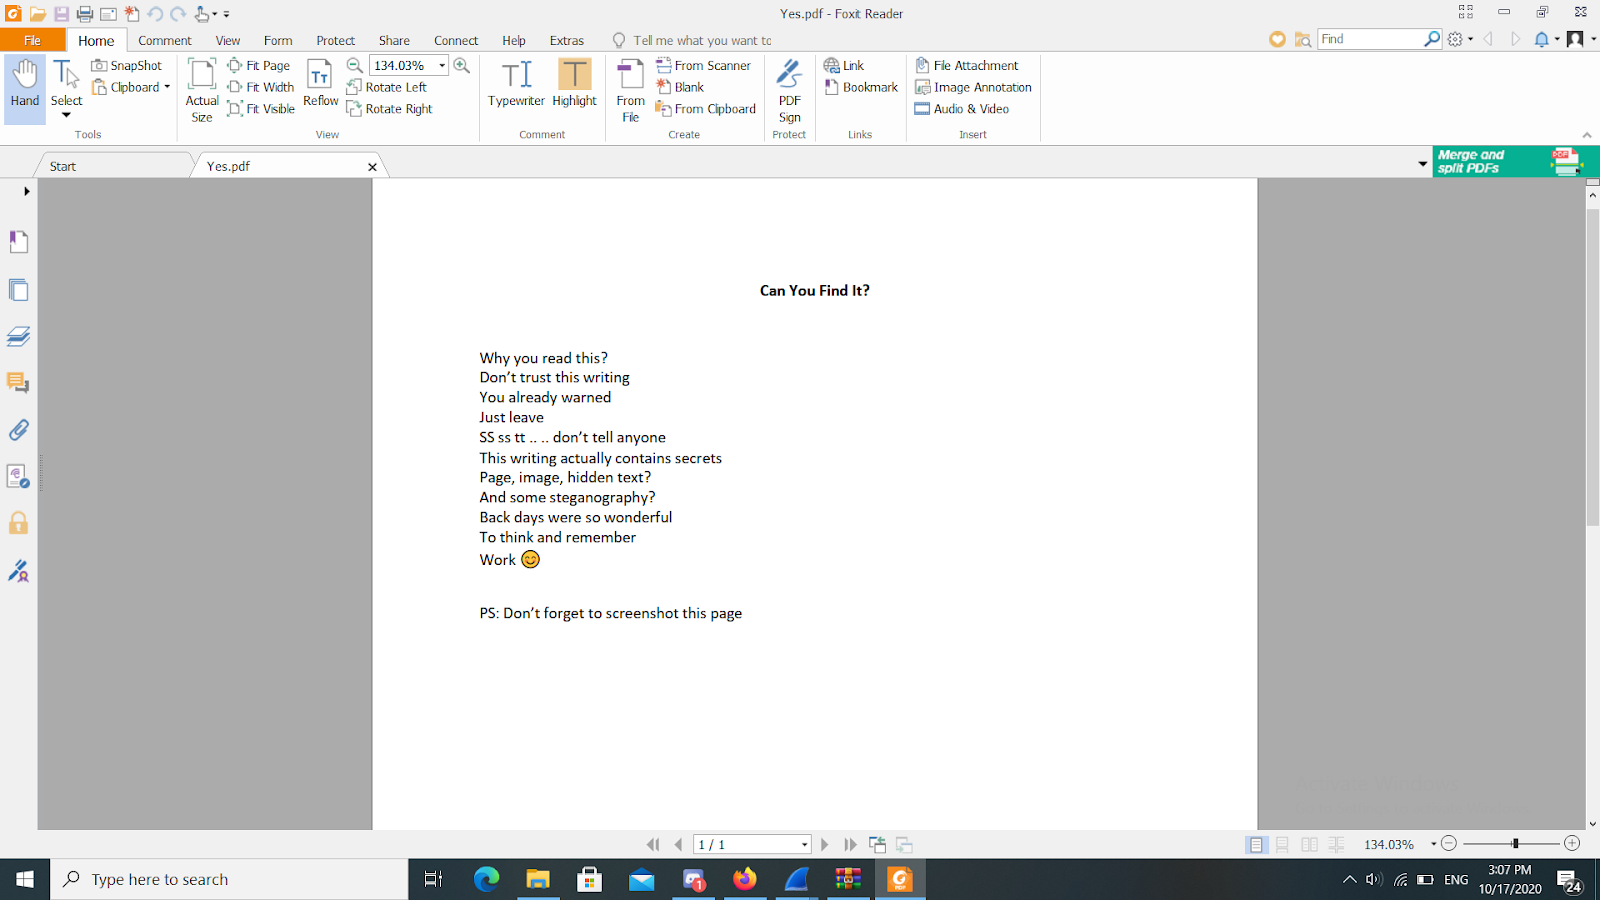 Yes.pdf - Foxit Reader
File Home Comment View Form Protect Share Connect Help Extras Tell me what you want to Find
Hand
Select
SnapShot
Clipboard
Tools
Actual Size
Fit Page
Fit Width
Fit Visible
Reflow
134.03%
Rotate Left
Rotate Right
View
Typewriter
Highlight
Comment
From File
From Scanner
Blank
From Clipboard
Create
PDF Sign
Protect
Link
Bookmark
Links
File Attachment
Image Annotation
Audio & Video
Insert
Start
Yes.pdf
Merge and
split PDFs
PDF
Can You Find It?
Why you read this?
Don’t trust this writing
You already warned
Just leave
SS ss tt .. .. don’t tell anyone
This writing actually contains secrets
Page, image, hidden text?
And some steganography?
Back days were so wonderful
To think and remember
Work 😊
PS: Don’t forget to screenshot this page
1 / 1
134.03%
Type here to search
1
ENG
3:07 PM
10/17/2020
24